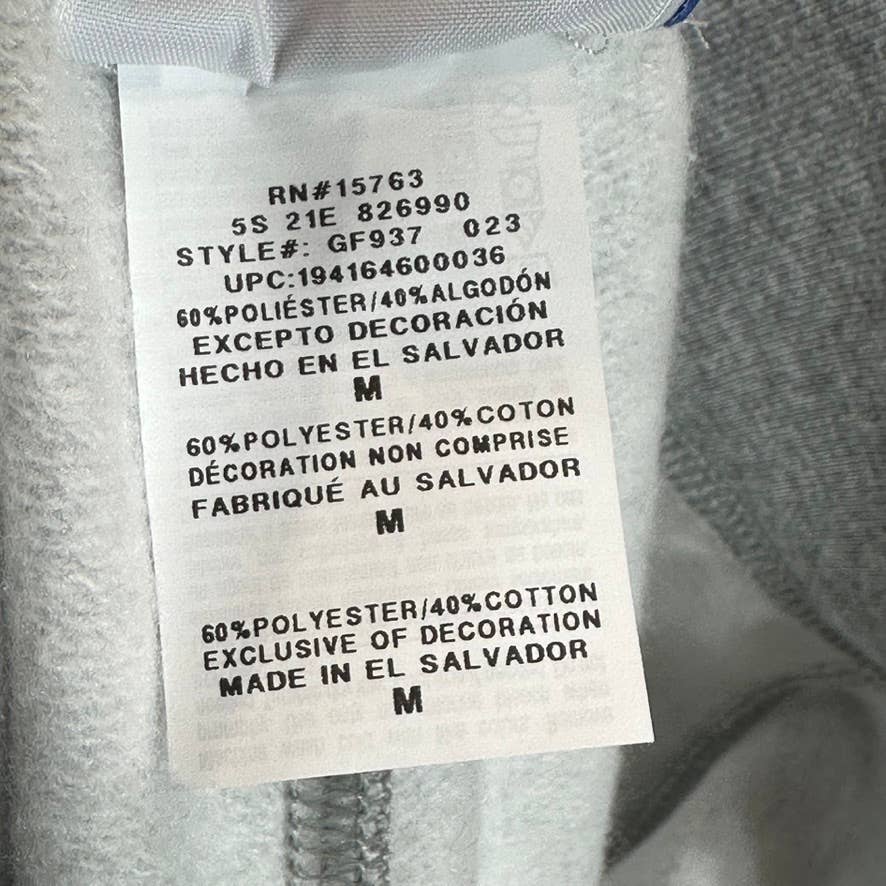 RN#15763
5S 21E 826990
STYLE#: GF937 023
UPC:194164600036
60%POLIÉSTER/40%ALGODÓN
EXCEPTO DECORACIÓN
HECHO EN EL SALVADOR
M
60%POLYESTER/40%COTON
DÉCORATION NON COMPRISE
FABRIQUÉ AU SALVADOR
M
60%POLYESTER/40%COTTON
EXCLUSIVE OF DECORATION
MADE IN EL SALVADOR
M